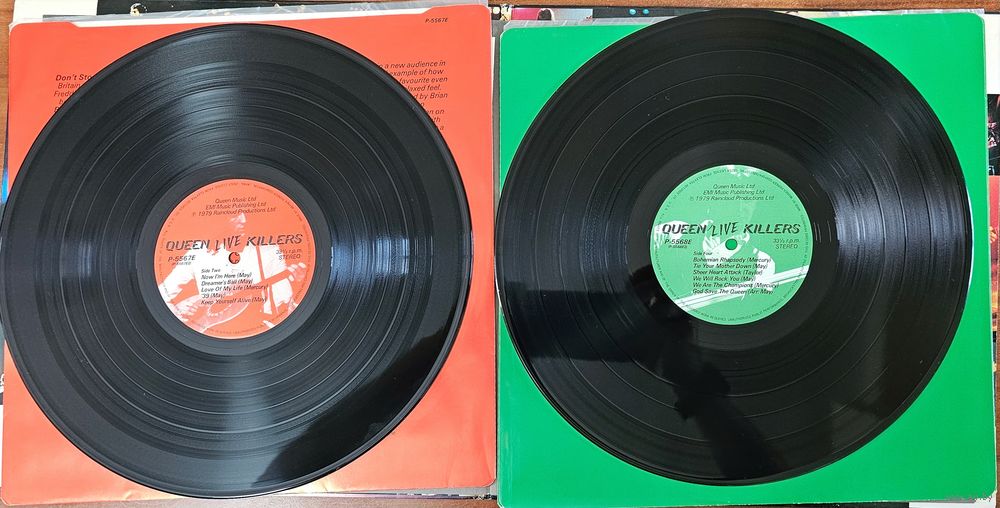 P-5567E
Don't Sto
Britain
Fred
a new audience in
example of how
favourite even
laxed feel.
d by Brian
en on
Queen Music Ltd
EMI Music Publishing Ltd
℗ 1979 Raincloud Productions Ltd
QUEEN LIVE KILLERS
P-5567E
33⅓ r.p.m.
STEREO
Side Two
Now I'm Here (May)
Dreamer's Ball (May)
Love Of My Life (Mercury)
'39 (May)
Keep Yourself Alive (May)
Queen Music Ltd
EMI Music Publishing Ltd
℗ 1979 Raincloud Productions Ltd
QUEEN LIVE KILLERS
P-5568E
33⅓ r.p.m.
STEREO
Side Four
Bohemian Rhapsody (Mercury)
Tie Your Mother Down (May)
Sheer Heart Attack (Taylor)
We Will Rock You (May)
We Are The Champions (Mercury)
God Save The Queen (Arr. May)